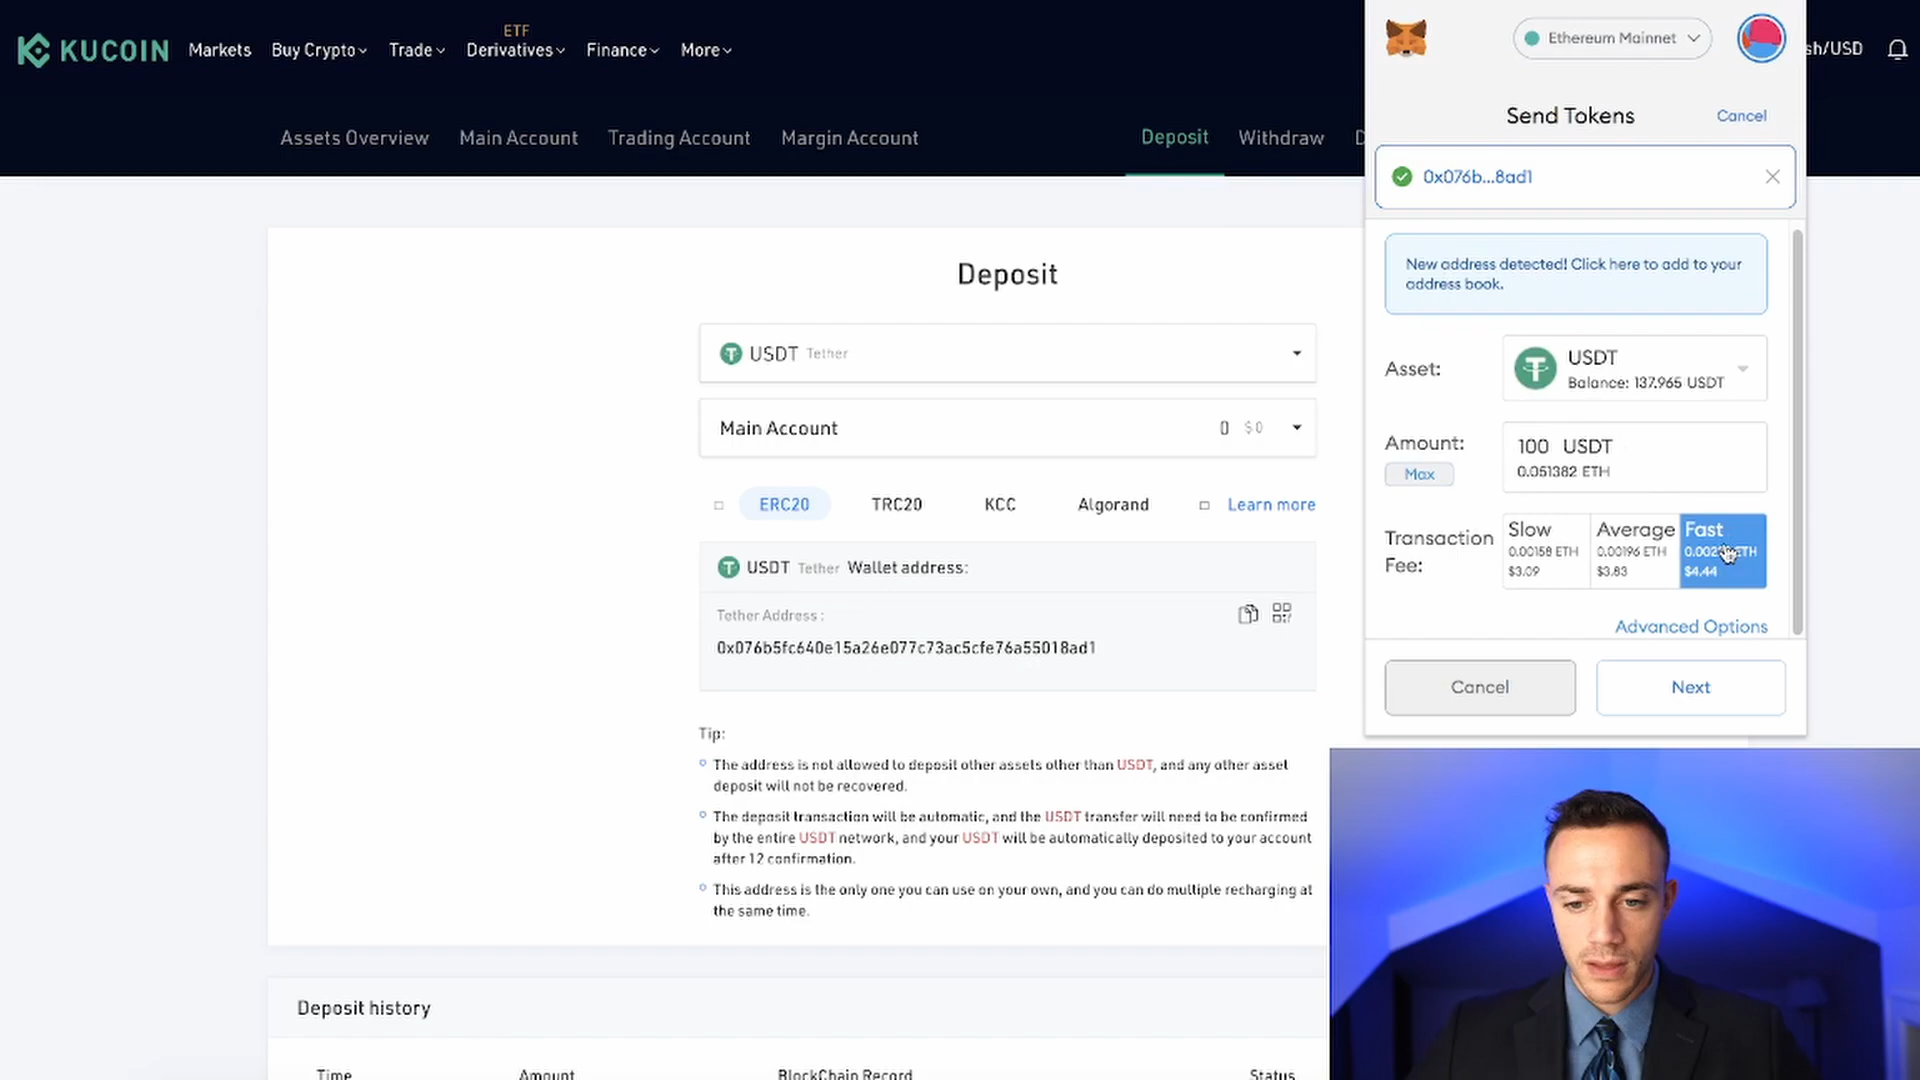 KUCOIN
Markets
Buy Crypto
Trade
ETF
Derivatives
Finance
More
sh/USD
Assets Overview
Main Account
Trading Account
Margin Account
Deposit
Withdraw
D
Deposit
USDT Tether
Main Account
0 $0
ERC20
TRC20
KCC
Algorand
Learn more
USDT Tether Wallet address:
Tether Address :
0x076b5fc640e15a26e077c73ac5cfe76a55018ad1
Tip:
The address is not allowed to deposit other assets other than USDT, and any other asset
deposit will not be recovered.
The deposit transaction will be automatic, and the USDT transfer will need to be confirmed
by the entire USDT network, and your USDT will be automatically deposited to your account
after 12 confirmation.
This address is the only one you can use on your own, and you can do multiple recharging at
the same time.
Deposit history
Time
Amount
BlockChain Record
Status
Ethereum Mainnet
Send Tokens
Cancel
0x076b...8ad1
New address detected! Click here to add to your
address book.
Asset:
USDT
Balance: 137.965 USDT
Amount:
Max
100 USDT
0.051382 ETH
Transaction
Fee:
Slow
0.00158 ETH
$3.09
Average
0.00196 ETH
$3.83
Fast
ETH
$4.44
Advanced Options
Cancel
Next